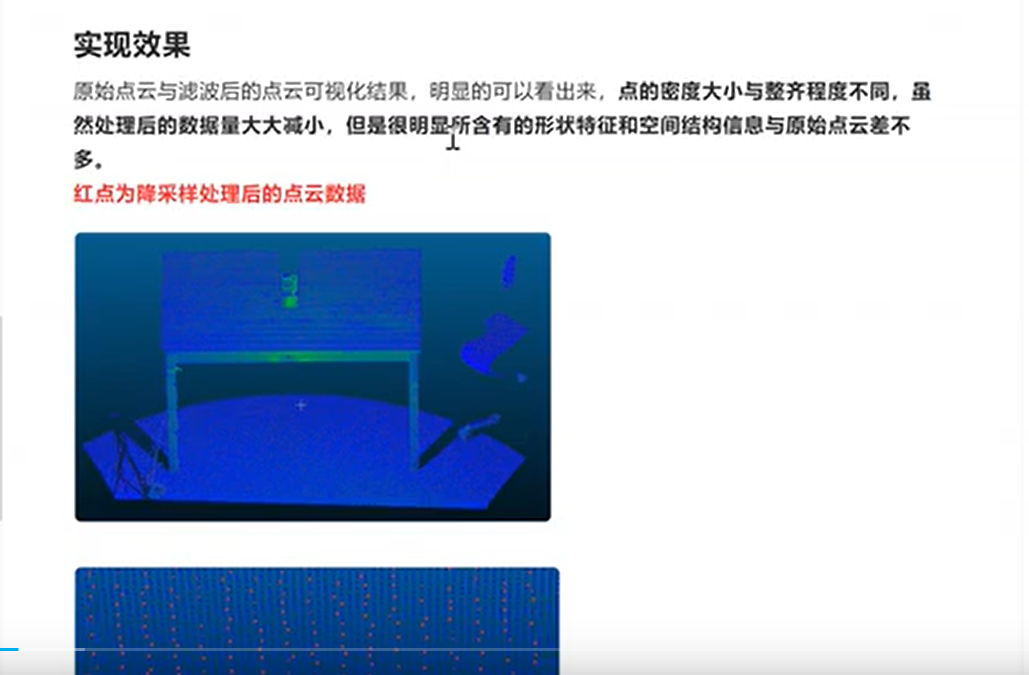 实现效果
原始点云与滤波后的点云可视化结果，明显的可以看出来，点的密度大小与整齐程度不同，虽
然处理后的数据量大大减小，但是很明显所含有的形状特征和空间结构信息与原始点云差不
多。
红点为降采样处理后的点云数据